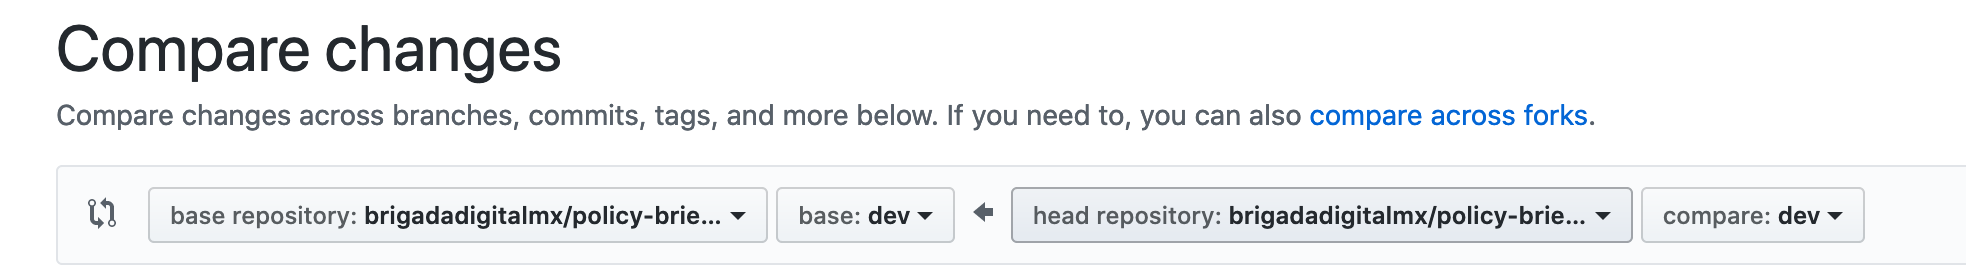 Compare changes
Compare changes across branches, commits, tags, and more below. If you need to, you can also compare across forks.
base repository: brigadadigitalmx/policy-brie... base: dev head repository: brigadadigitalmx/policy-brie... compare: dev